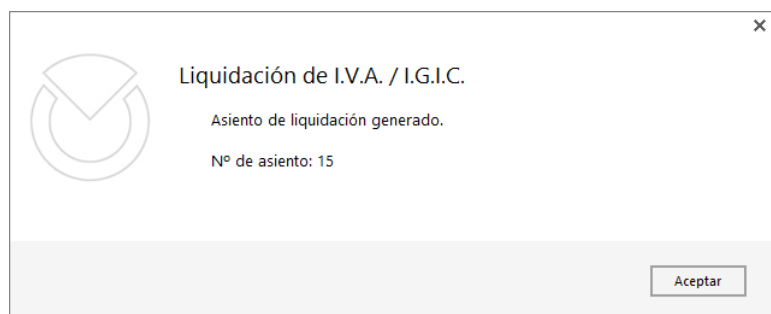 Liquidación de I.V.A. / I.G.I.C.
Asiento de liquidación generado.
Nº de asiento: 15
Aceptar